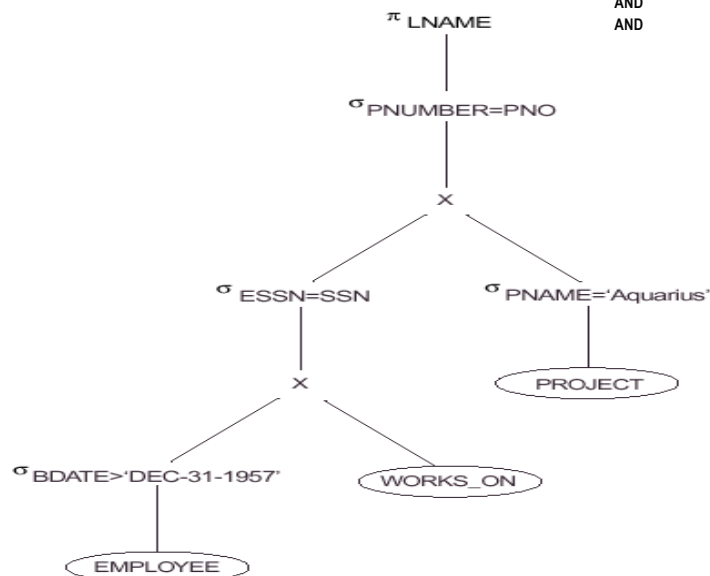 AND
π LNAME
AND
σ PNUMBER=PNO
X
σ ESSN=SSN
σ PNAME='Aquarius'
X
PROJECT
σ BDATE>'DEC-31-1957'
WORKS_ON
EMPLOYEE